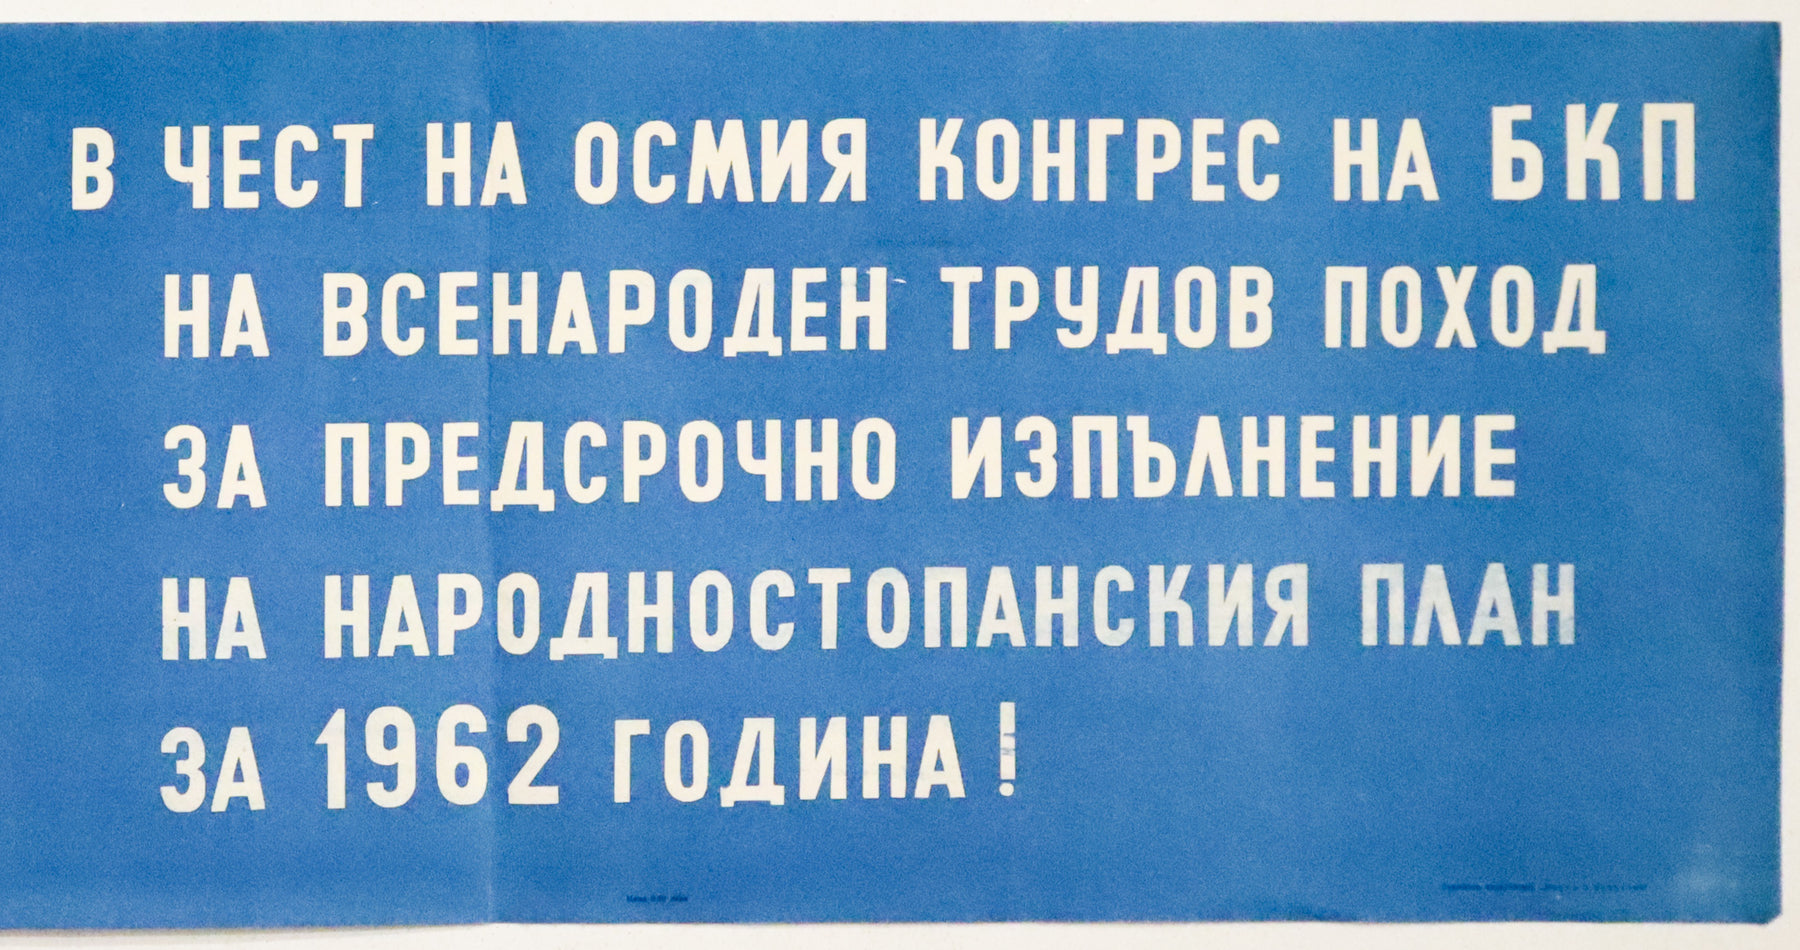 В ЧЕСТ НА ОСМИЯ КОНГРЕС НА БКП
НА ВСЕНАРОДЕН ТРУДОВ ПОХОД
ЗА ПРЕДСРОЧНО ИЗПЪЛНЕНИЕ
НА НАРОДНОСТОПАНСКИЯ ПЛАН
ЗА 1962 ГОДИНА!